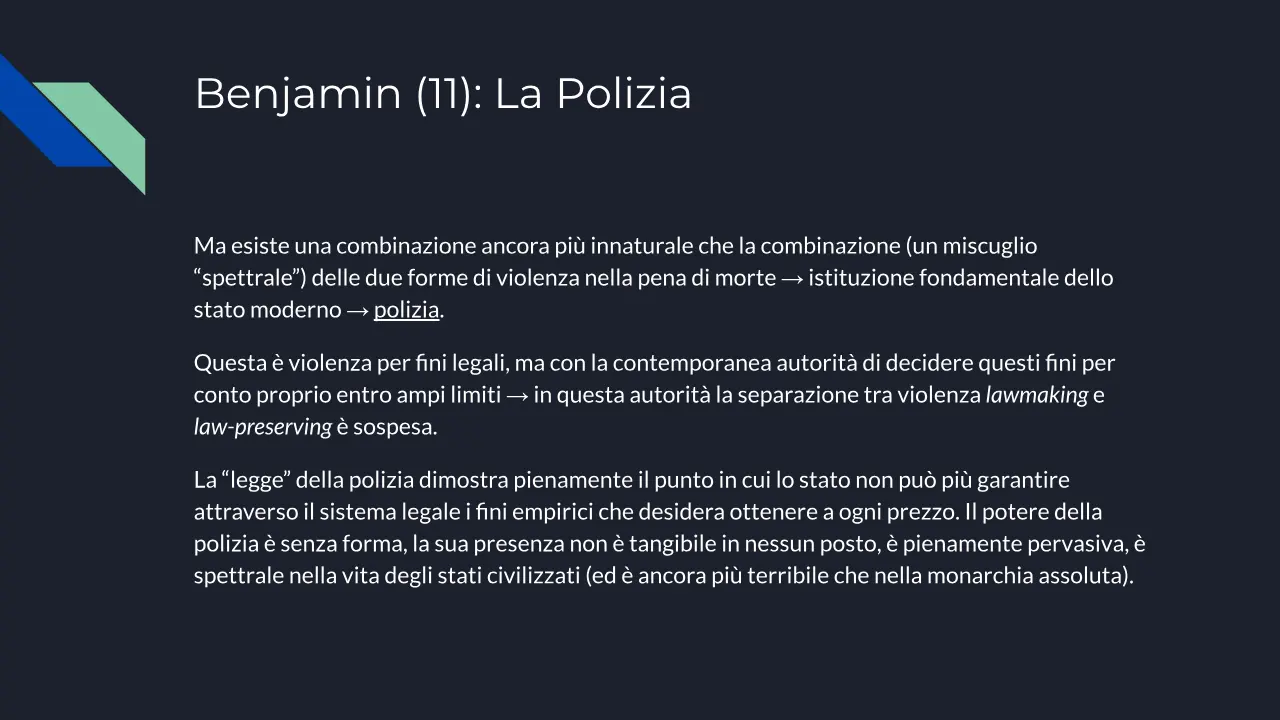 Benjamin (11): La Polizia
Ma esiste una combinazione ancora più innaturale che la combinazione (un miscuglio
“spettrale”) delle due forme di violenza nella pena di morte → istituzione fondamentale dello
stato moderno → polizia.
Questa è violenza per fini legali, ma con la contemporanea autorità di decidere questi fini per
conto proprio entro ampi limiti → in questa autorità la separazione tra violenza lawmaking e
law-preserving è sospesa.
La “legge” della polizia dimostra pienamente il punto in cui lo stato non può più garantire
attraverso il sistema legale i fini empirici che desidera ottenere a ogni prezzo. Il potere della
polizia è senza forma, la sua presenza non è tangibile in nessun posto, è pienamente pervasiva, è
spettrale nella vita degli stati civilizzati (ed è ancora più terribile che nella monarchia assoluta).